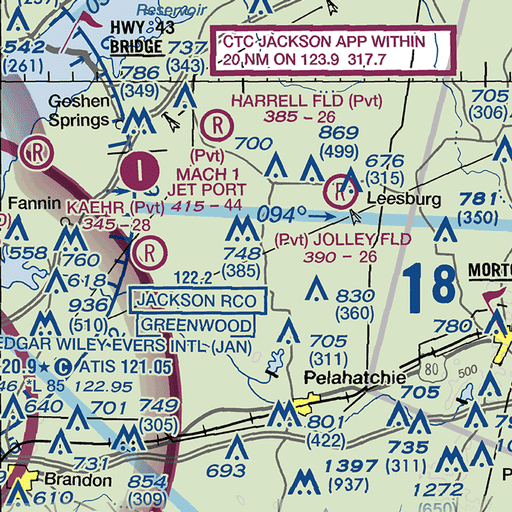 Reservoir
HWY 43
BRIDGE
542
(261)
737
(343)
CTC JACKSON APP WITHIN
20 NM ON 123.9 317.7
786
(349)
Goshen
Springs
HARRELL FLD (Pvt)
385 - 26
705
(306)
R
R
700
869
(499)
(Pvt)
MACH 1
JET PORT
415 - 44
I
676
(315)
R
Leesburg
781
(350)
Fannin
KAEHR (Pvt)
345 - 28
094°
558
(250)
760
618
R
748
(385)
(Pvt) JOLLEY FLD
390 - 26
122.2
JACKSON RCO
GREENWOOD
936
(510)
830
(360)
18
MORTO
780
EDGAR WILEY EVERS INTL (JAN)
20.9 C ATIS 121.05
46 L 85 122.95
705
(311)
Pelahatchie
80
500
705
640
701
749
(305)
801
(422)
735
(311)
731
693
Brandon
610
854
(309)
1397
(937)
1272
(650)